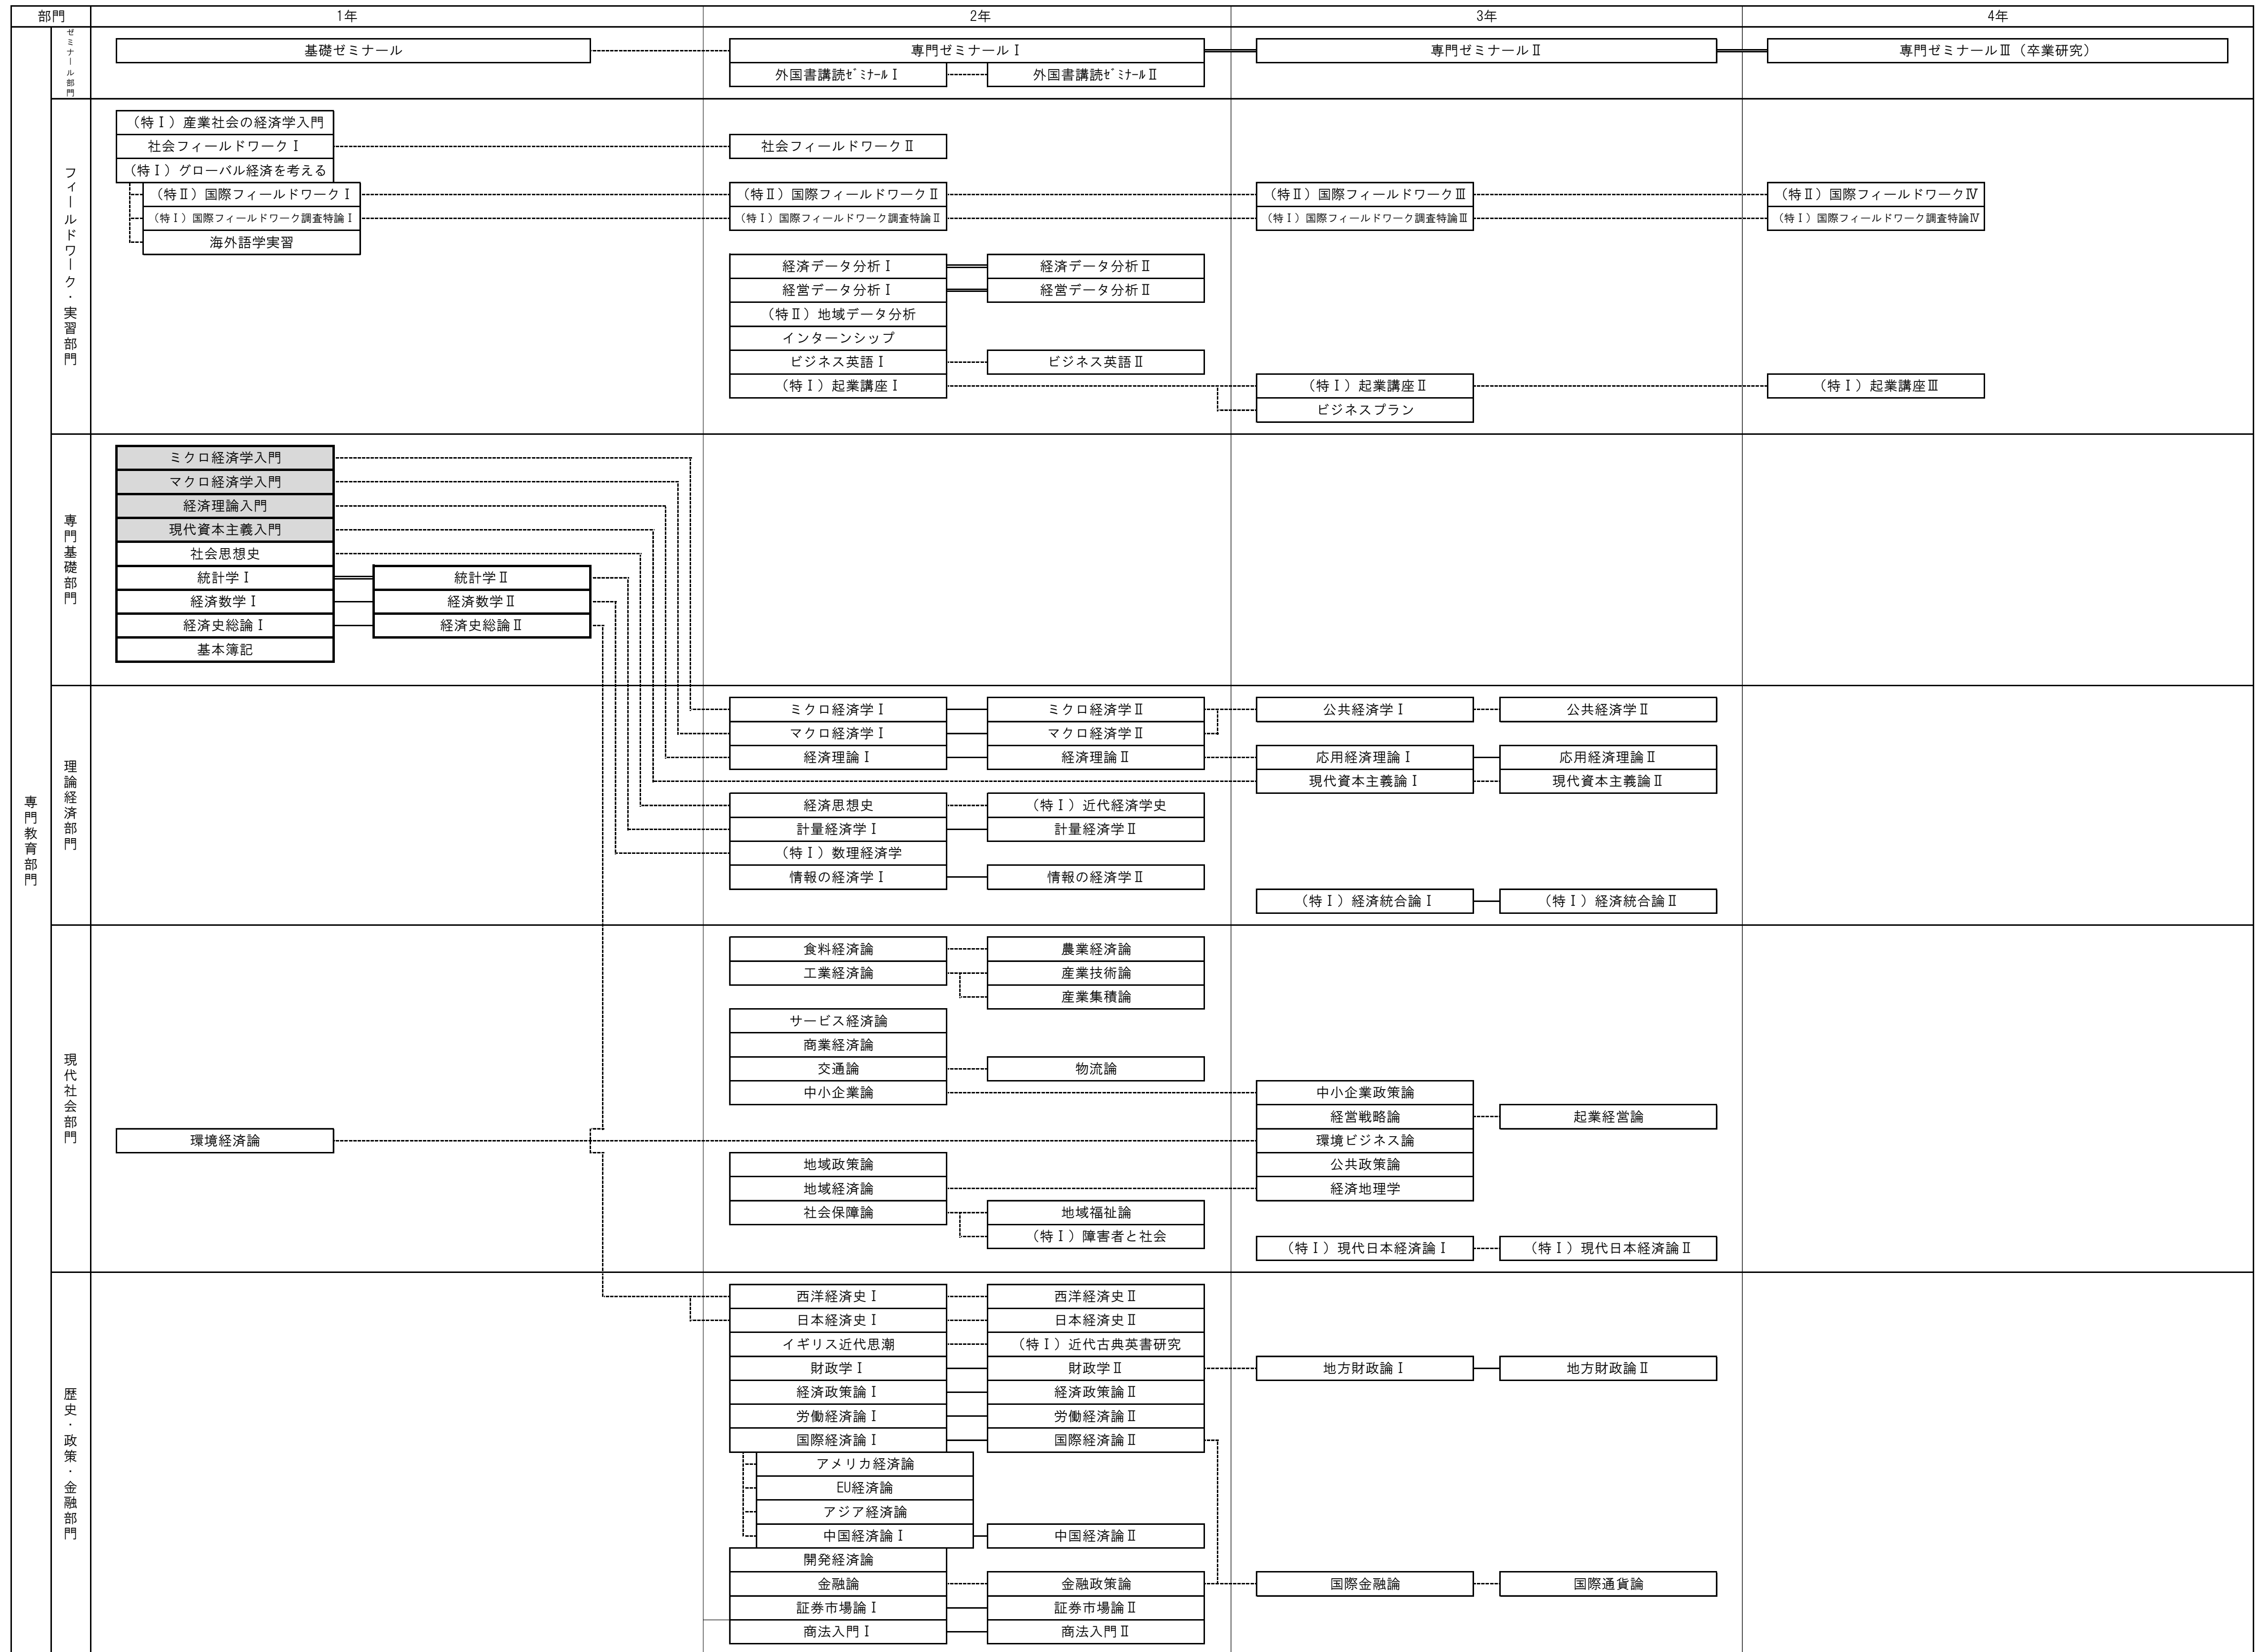 部門 1年 2年 3年 4年
専門教育部門
ゼミナール部門
基礎ゼミナール 専門ゼミナールⅠ 専門ゼミナールⅡ 専門ゼミナールⅢ（卒業研究）
外国書講読ｾﾞﾐﾅｰﾙⅠ 外国書講読ｾﾞﾐﾅｰﾙⅡ
フィールドワーク・実習部門
（特Ⅰ）産業社会の経済学入門
社会フィールドワークⅠ 社会フィールドワークⅡ
（特Ⅰ）グローバル経済を考える
（特Ⅱ）国際フィールドワークⅠ （特Ⅱ）国際フィールドワークⅡ （特Ⅱ）国際フィールドワークⅢ （特Ⅱ）国際フィールドワークⅣ
（特Ⅰ）国際フィールドワーク調査特論Ⅰ （特Ⅰ）国際フィールドワーク調査特論Ⅱ （特Ⅰ）国際フィールドワーク調査特論Ⅲ （特Ⅰ）国際フィールドワーク調査特論Ⅳ
海外語学実習
経済データ分析Ⅰ 経済データ分析Ⅱ
経営データ分析Ⅰ 経営データ分析Ⅱ
（特Ⅱ）地域データ分析
インターンシップ
ビジネス英語Ⅰ ビジネス英語Ⅱ
（特Ⅰ）起業講座Ⅰ （特Ⅰ）起業講座Ⅱ （特Ⅰ）起業講座Ⅲ
ビジネスプラン
専門基礎部門
ミクロ経済学入門
マクロ経済学入門
経済理論入門
現代資本主義入門
社会思想史
統計学Ⅰ 統計学Ⅱ
経済数学Ⅰ 経済数学Ⅱ
経済史総論Ⅰ 経済史総論Ⅱ
基本簿記
理論経済部門
ミクロ経済学Ⅰ ミクロ経済学Ⅱ 公共経済学Ⅰ 公共経済学Ⅱ
マクロ経済学Ⅰ マクロ経済学Ⅱ
経済理論Ⅰ 経済理論Ⅱ 応用経済理論Ⅰ 応用経済理論Ⅱ
現代資本主義論Ⅰ 現代資本主義論Ⅱ
経済思想史 （特Ⅰ）近代経済学史
計量経済学Ⅰ 計量経済学Ⅱ
（特Ⅰ）数理経済学
情報の経済学Ⅰ 情報の経済学Ⅱ
（特Ⅰ）経済統合論Ⅰ （特Ⅰ）経済統合論Ⅱ
現代社会部門
食料経済論 農業経済論
工業経済論 産業技術論
産業集積論
サービス経済論
商業経済論
交通論 物流論
中小企業論 中小企業政策論
経営戦略論 起業経営論
環境経済論 環境ビジネス論
地域政策論 公共政策論
地域経済論 経済地理学
社会保障論 地域福祉論
（特Ⅰ）障害者と社会
（特Ⅰ）現代日本経済論Ⅰ （特Ⅰ）現代日本経済論Ⅱ
歴史・政策・金融部門
西洋経済史Ⅰ 西洋経済史Ⅱ
日本経済史Ⅰ 日本経済史Ⅱ
イギリス近代思潮 （特Ⅰ）近代古典英書研究
財政学Ⅰ 財政学Ⅱ 地方財政論Ⅰ 地方財政論Ⅱ
経済政策論Ⅰ 経済政策論Ⅱ
労働経済論Ⅰ 労働経済論Ⅱ
国際経済論Ⅰ 国際経済論Ⅱ
アメリカ経済論
EU経済論
アジア経済論
中国経済論Ⅰ 中国経済論Ⅱ
開発経済論
金融論 金融政策論 国際金融論 国際通貨論
証券市場論Ⅰ 証券市場論Ⅱ
商法入門Ⅰ 商法入門Ⅱ